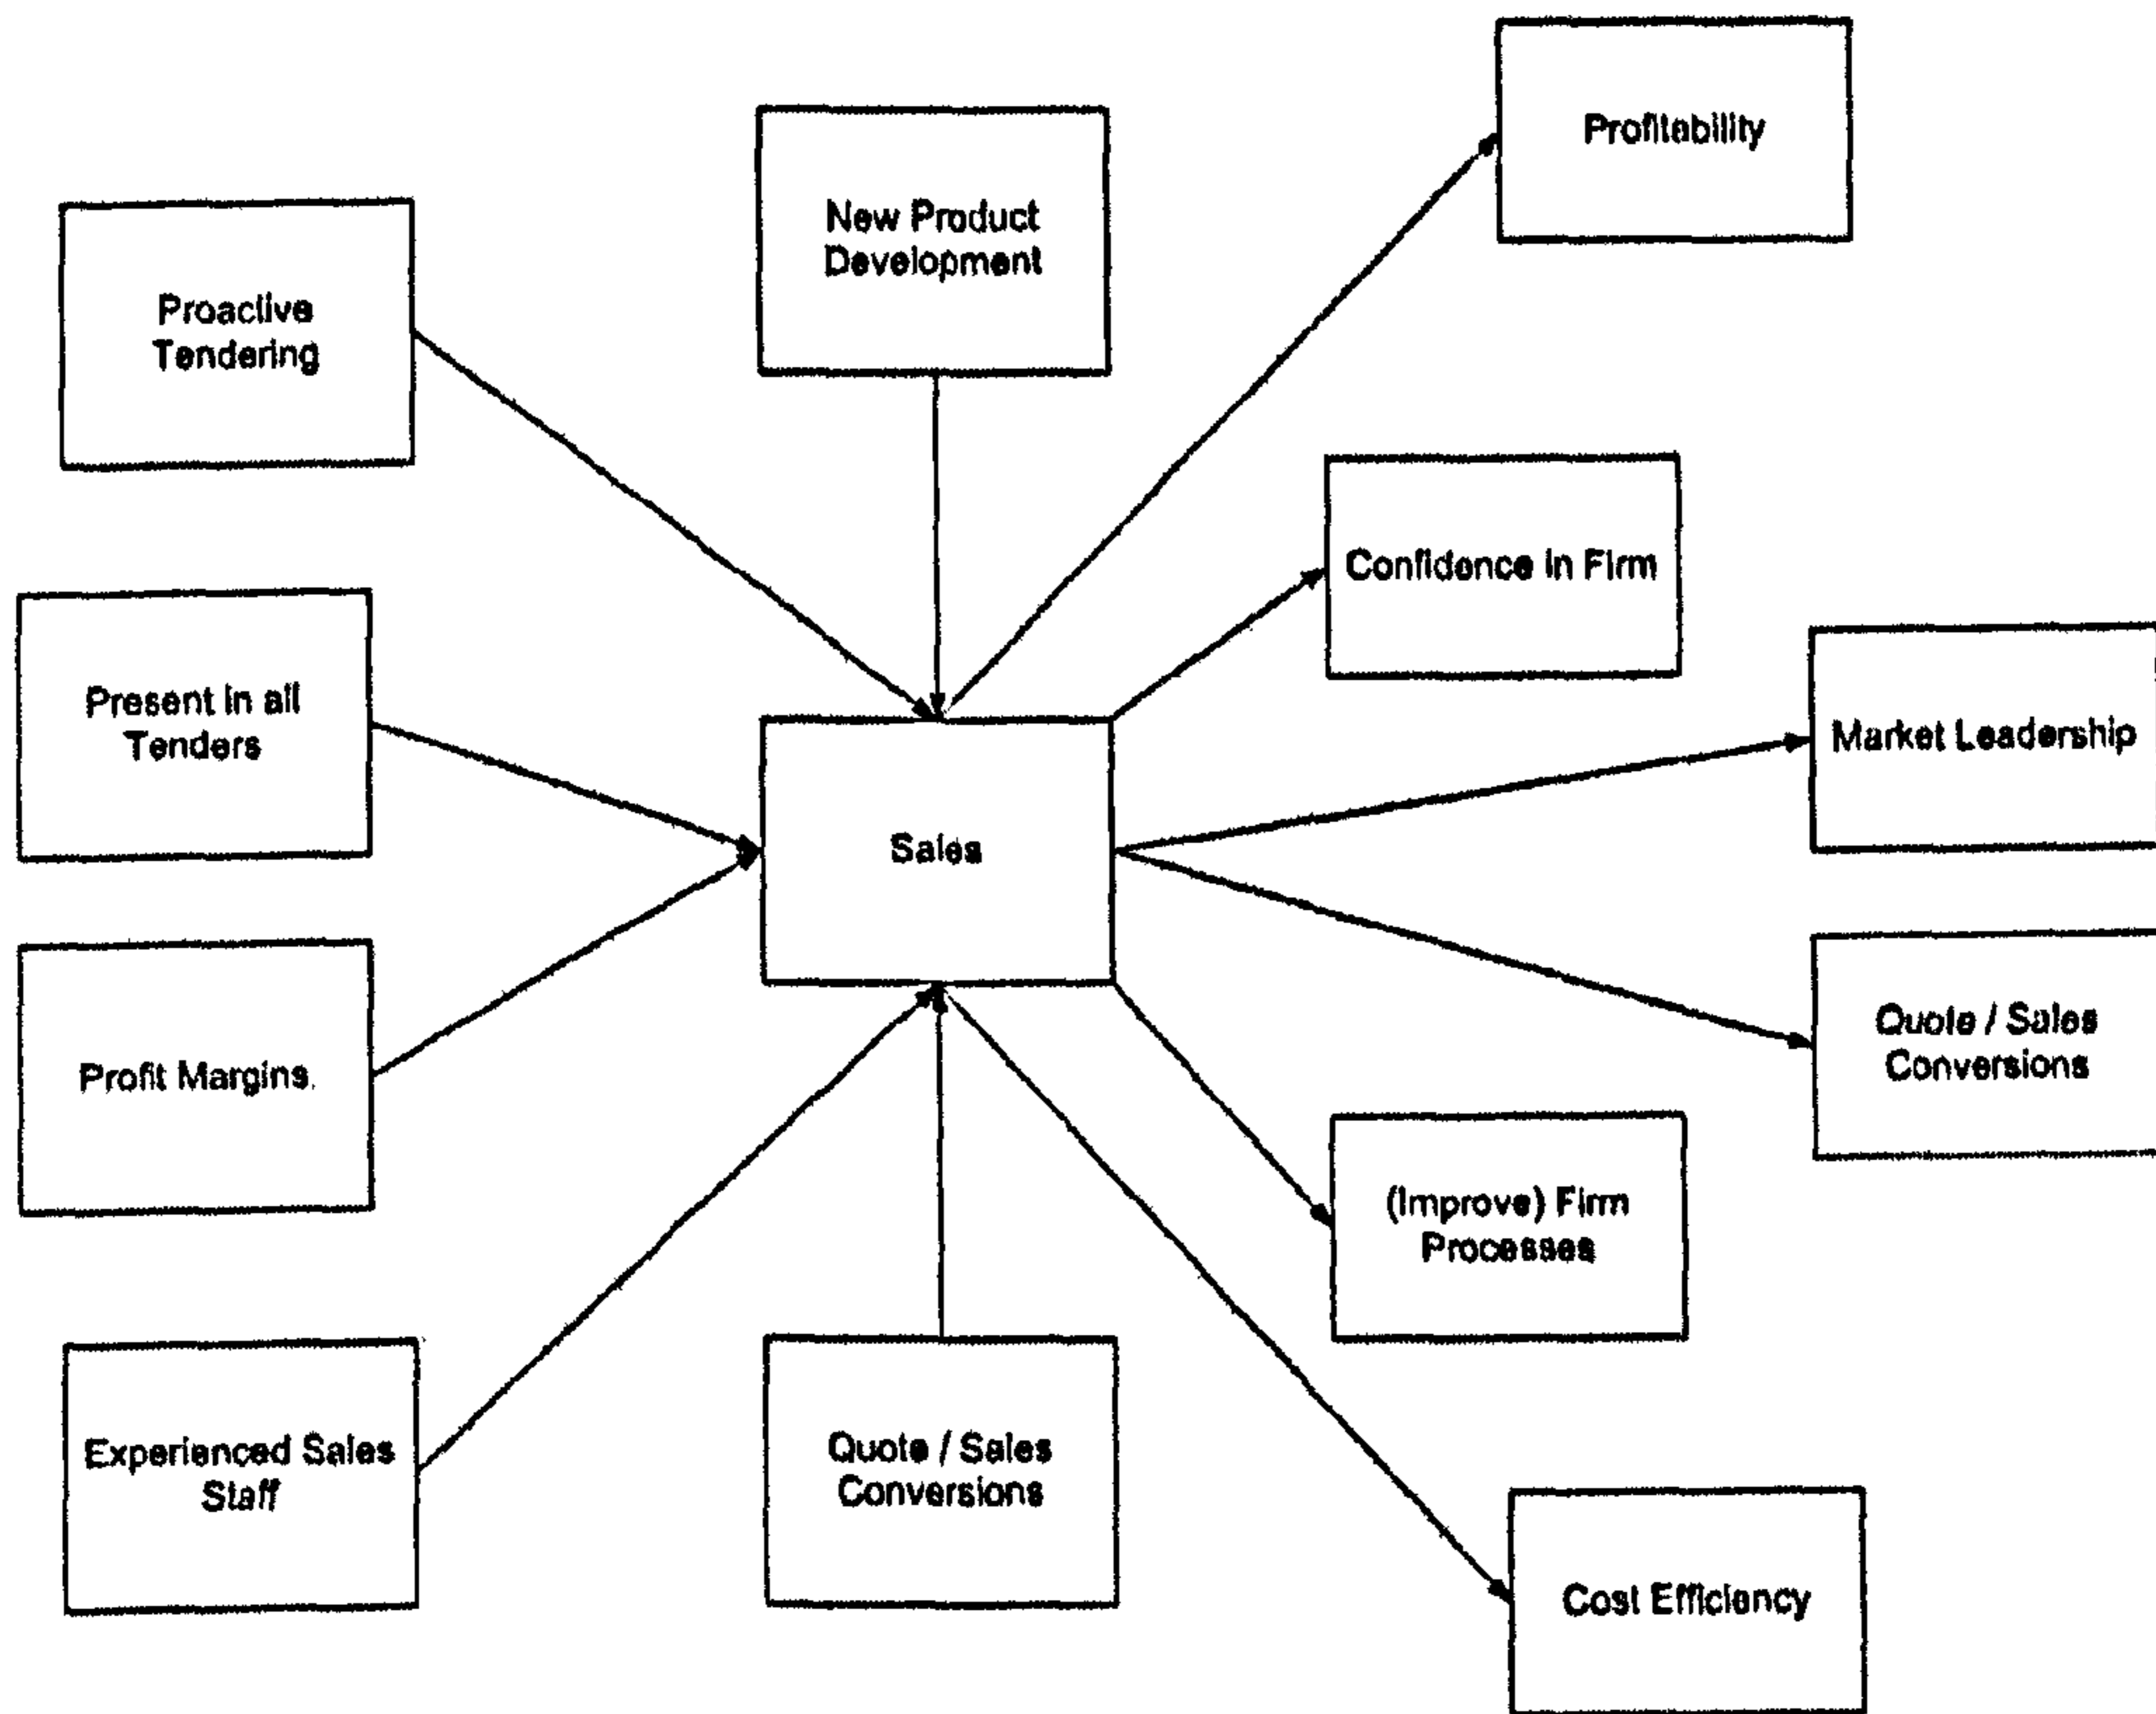 Profitability
New Product
Development
Proactive
Tendering
Confidence in Firm
Present in all
Tenders
Market Leadership
Sales
Quote / Sales
Conversions
Profit Margins
(Improve) Firm
Processes
Experienced Sales
Staff
Quote / Sales
Conversions
Cost Efficiency